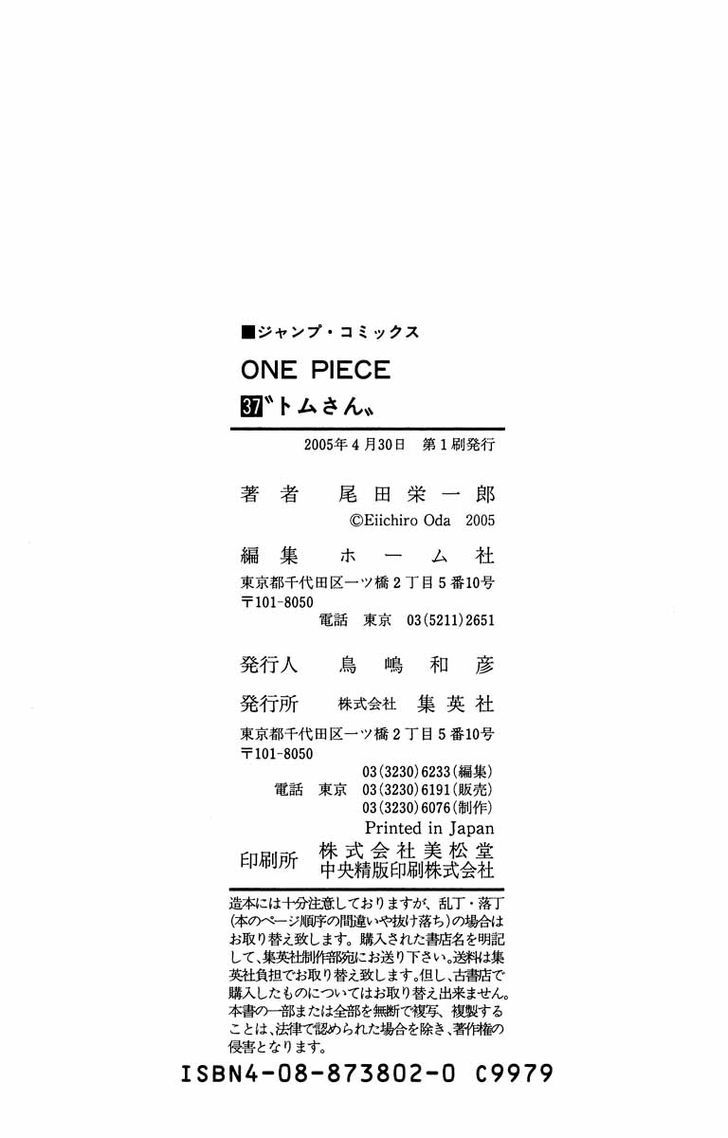 ■ジャンプ・コミックス
ONE PIECE
37〝トムさん〟
2005年4月30日　第1刷発行
著者　尾田栄一郎
©Eiichiro Oda　2005
編集　ホーム社
東京都千代田区一ツ橋2丁目5番10号
〒101-8050
電話　東京　03(5211)2651
発行人　鳥嶋和彦
発行所　株式会社　集英社
東京都千代田区一ツ橋2丁目5番10号
〒101-8050
03(3230)6233(編集)
電話　東京　03(3230)6191(販売)
03(3230)6076(制作)
Printed in Japan
印刷所　株式会社美松堂
中央精版印刷株式会社
造本には十分注意しておりますが、乱丁・落丁
(本のページ順序の間違いや抜け落ち)の場合は
お取り替え致します。購入された書店名を明記
して、集英社制作部宛にお送り下さい。送料は集
英社負担でお取り替え致します。但し、古書店で
購入したものについてはお取り替え出来ません。
本書の一部または全部を無断で複写、複製する
ことは、法律で認められた場合を除き、著作権の
侵害となります。
ISBN4-08-873802-0 C9979